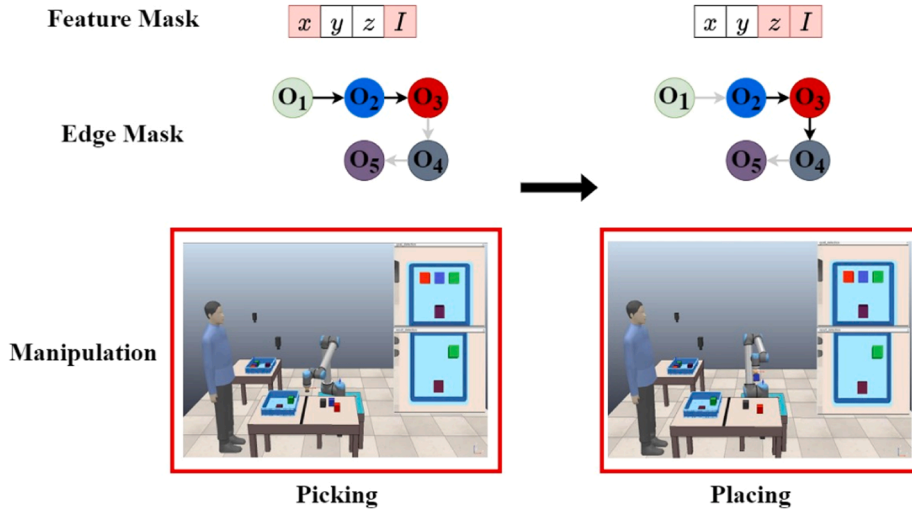 Feature Mask
x y z I
x y z I
Edge Mask
O1 O2 O3
O5 O4
O1 O2 O3
O5 O4
Manipulation
Picking
Placing